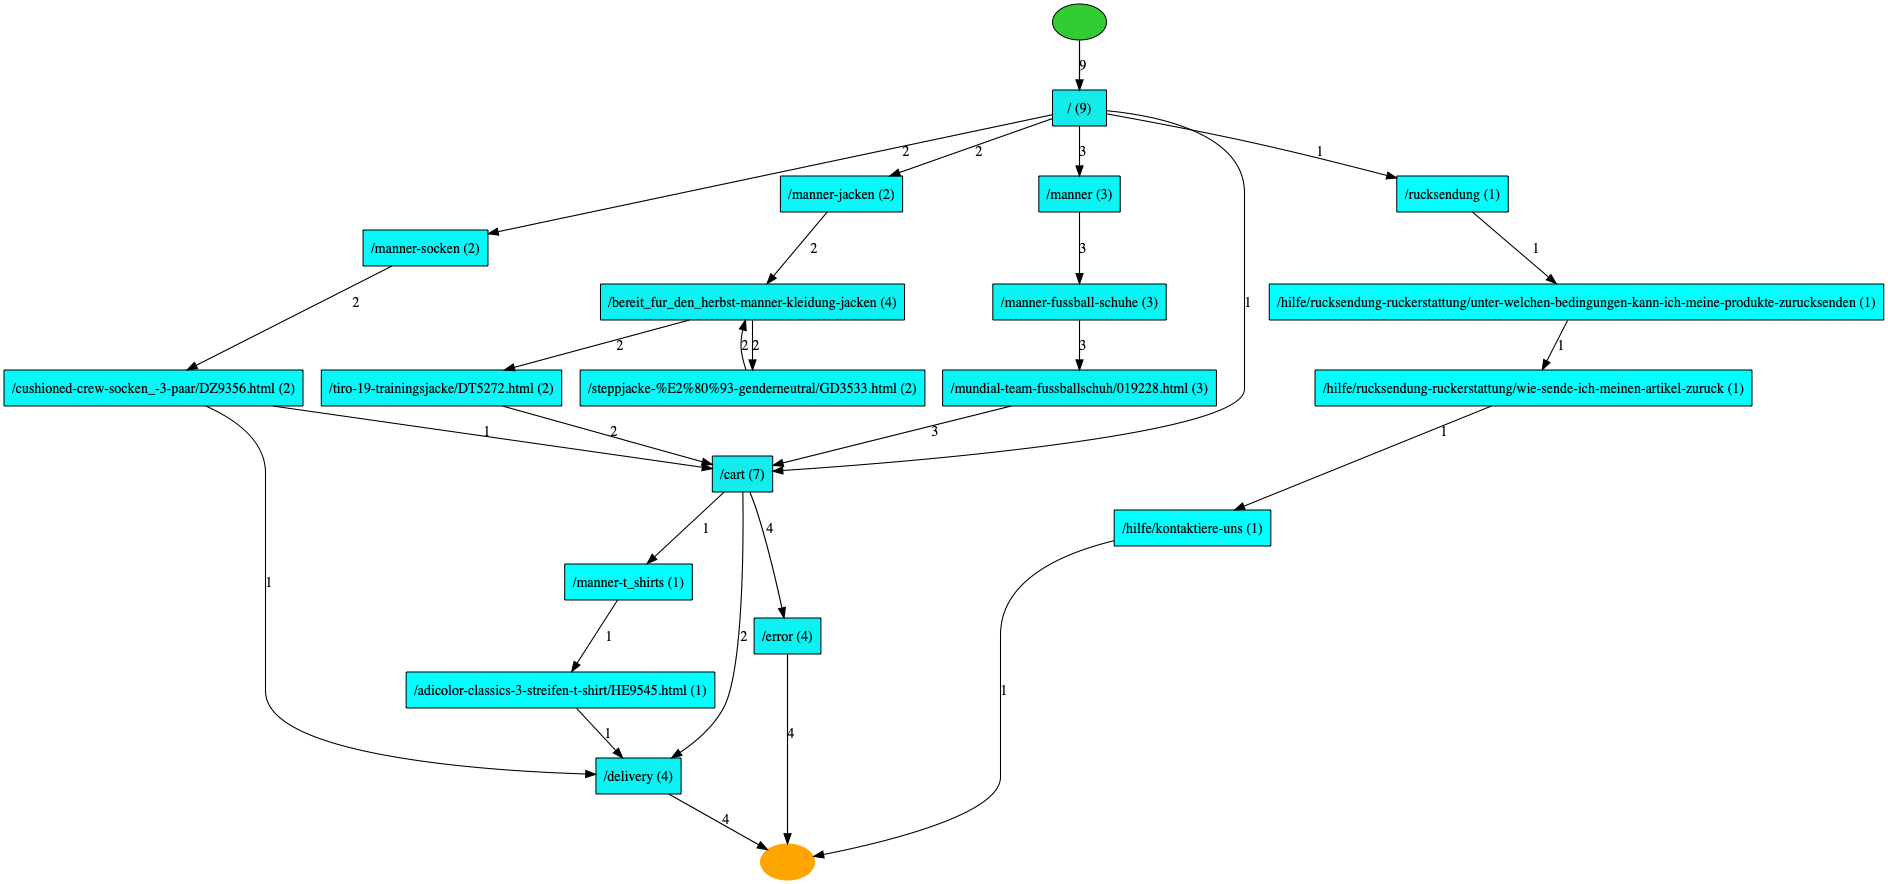 9
/ (9)
2
2
3
1
/manner-jacken (2)
/manner (3)
/rucksendung (1)
/manner-socken (2)
2
3
1
2
/bereit_fur_den_herbst-manner-kleidung-jacken (4)
/manner-fussball-schuhe (3)
1
/hilfe/rucksendung-ruckerstattung/unter-welchen-bedingungen-kann-ich-meine-produkte-zurucksenden (1)
2
2
2
3
1
/cushioned-crew-socken_-3-paar/DZ9356.html (2)
/tiro-19-trainingsjacke/DT5272.html (2)
/steppjacke-%E2%80%93-genderneutral/GD3533.html (2)
/mundial-team-fussballschuh/019228.html (3)
/hilfe/rucksendung-ruckerstattung/wie-sende-ich-meinen-artikel-zuruck (1)
1
2
3
1
/cart (7)
1
4
/hilfe/kontaktiere-uns (1)
1
/manner-t_shirts (1)
1
2
/error (4)
/adicolor-classics-3-streifen-t-shirt/HE9545.html (1)
1
1
4
/delivery (4)
4